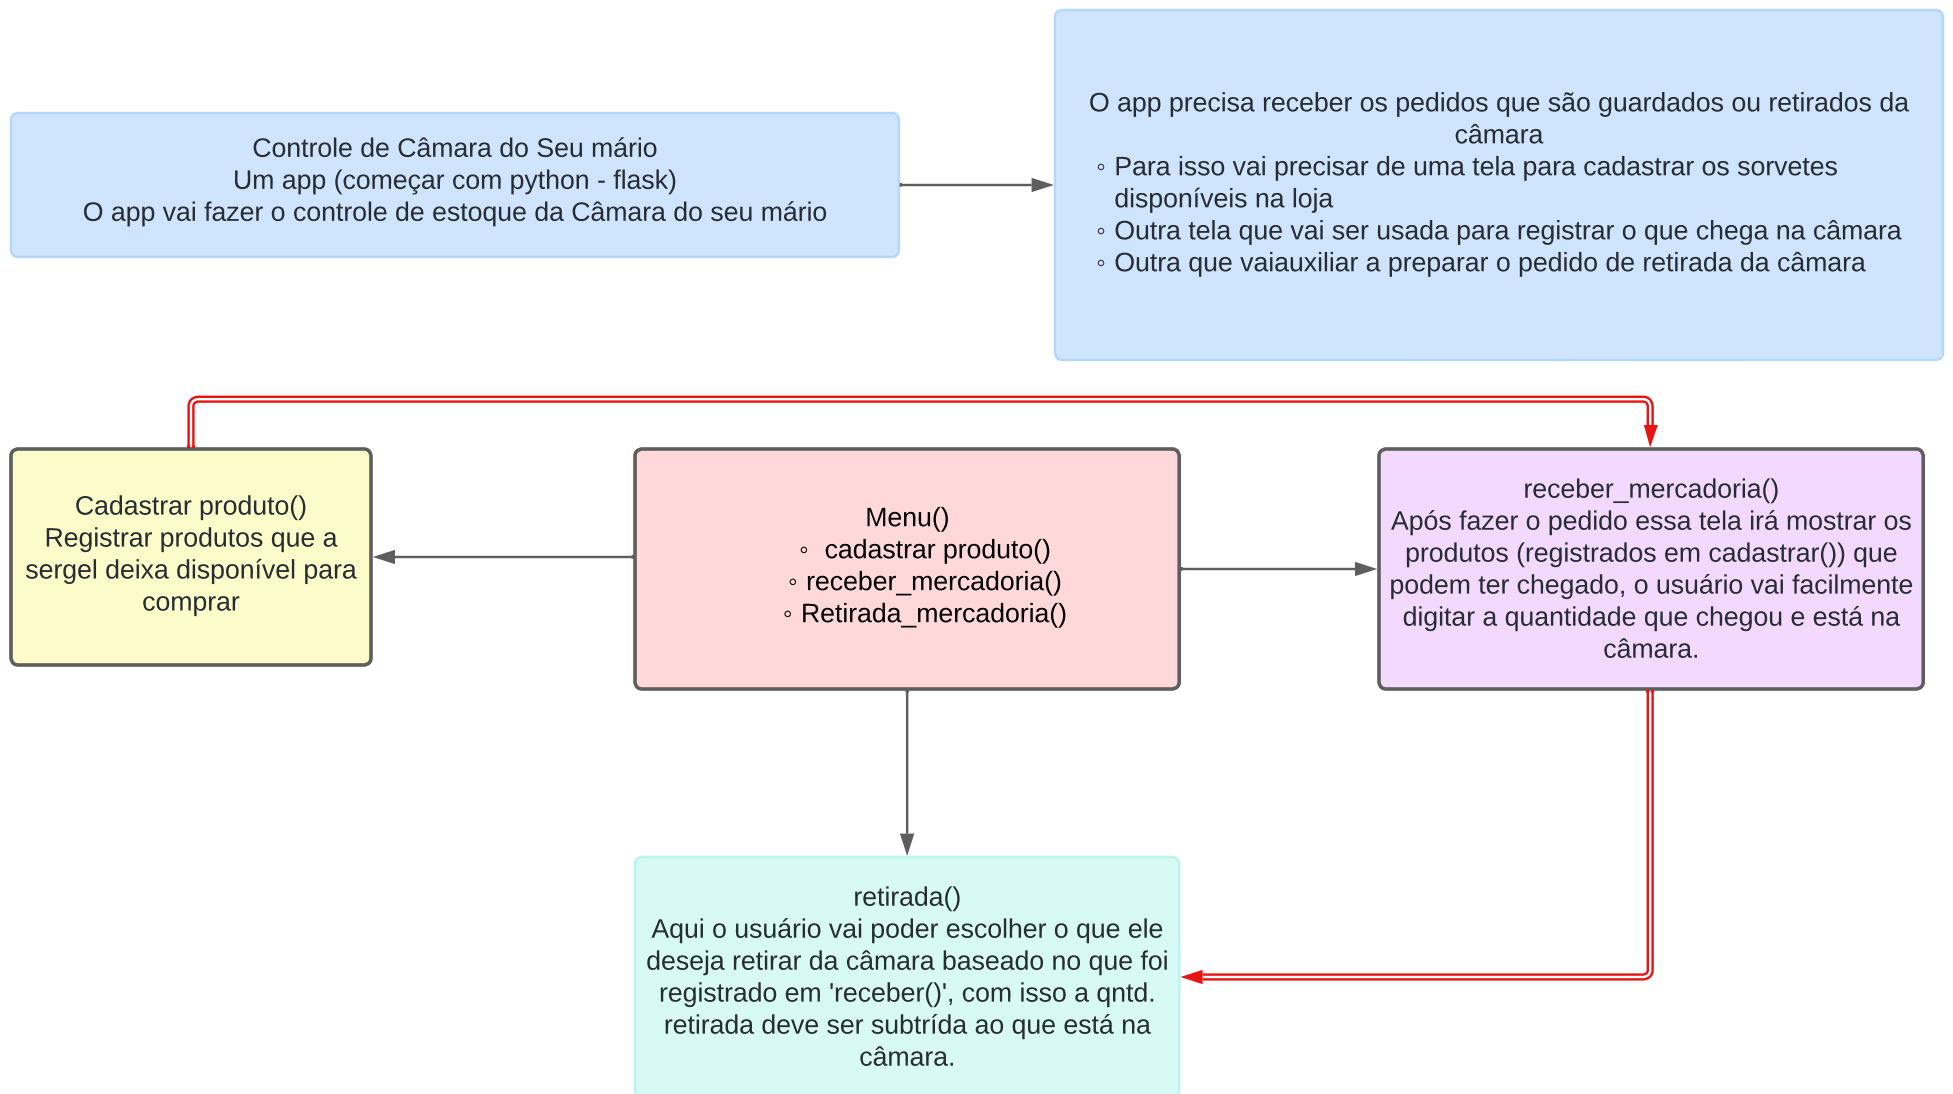 Controle de Câmara do Seu mário
Um app (começar com python - flask)
O app vai fazer o controle de estoque da Câmara do seu mário
O app precisa receber os pedidos que são guardados ou retirados da
câmara
◦ Para isso vai precisar de uma tela para cadastrar os sorvetes
disponíveis na loja
◦ Outra tela que vai ser usada para registrar o que chega na câmara
◦ Outra que vaiauxiliar a preparar o pedido de retirada da câmara
Cadastrar produto()
Registrar produtos que a
sergel deixa disponível para
comprar
Menu()
◦ cadastrar produto()
◦ receber_mercadoria()
◦ Retirada_mercadoria()
receber_mercadoria()
Após fazer o pedido essa tela irá mostrar os
produtos (registrados em cadastrar()) que
podem ter chegado, o usuário vai facilmente
digitar a quantidade que chegou e está na
câmara.
retirada()
Aqui o usuário vai poder escolher o que ele
deseja retirar da câmara baseado no que foi
registrado em 'receber()', com isso a qntd.
retirada deve ser subtrída ao que está na
câmara.